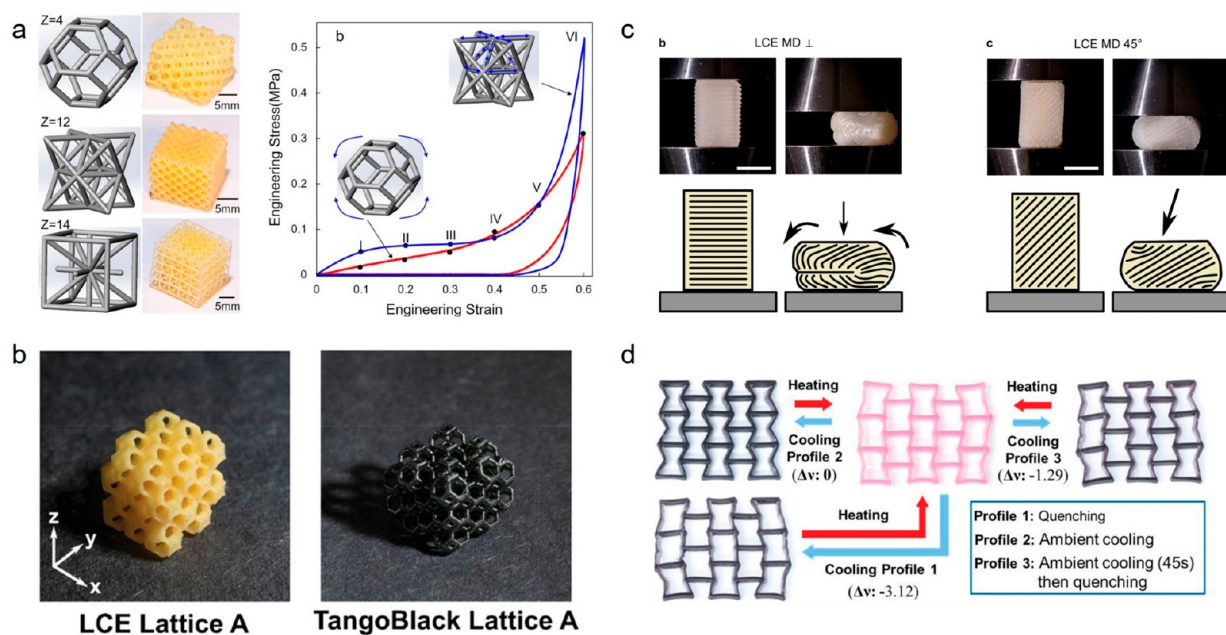 a
Z=4
5mm
Z=12
5mm
Z=14
5mm
b
Engineering Stress(MPa)
0.5
0.4
0.3
0.2
0.1
0
0
0.1
0.2
0.3
0.4
0.5
0.6
Engineering Strain
I
II
III
IV
V
VI
c
b
LCE MD ⊥
c
LCE MD 45°
b
z
y
x
LCE Lattice A
TangoBlack Lattice A
d
Heating
Cooling
Profile 2
(Δν: 0)
Heating
Cooling
Profile 3
(Δν: -1.29)
Heating
Cooling Profile 1
(Δν: -3.12)
Profile 1: Quenching
Profile 2: Ambient cooling
Profile 3: Ambient cooling (45s)
then quenching